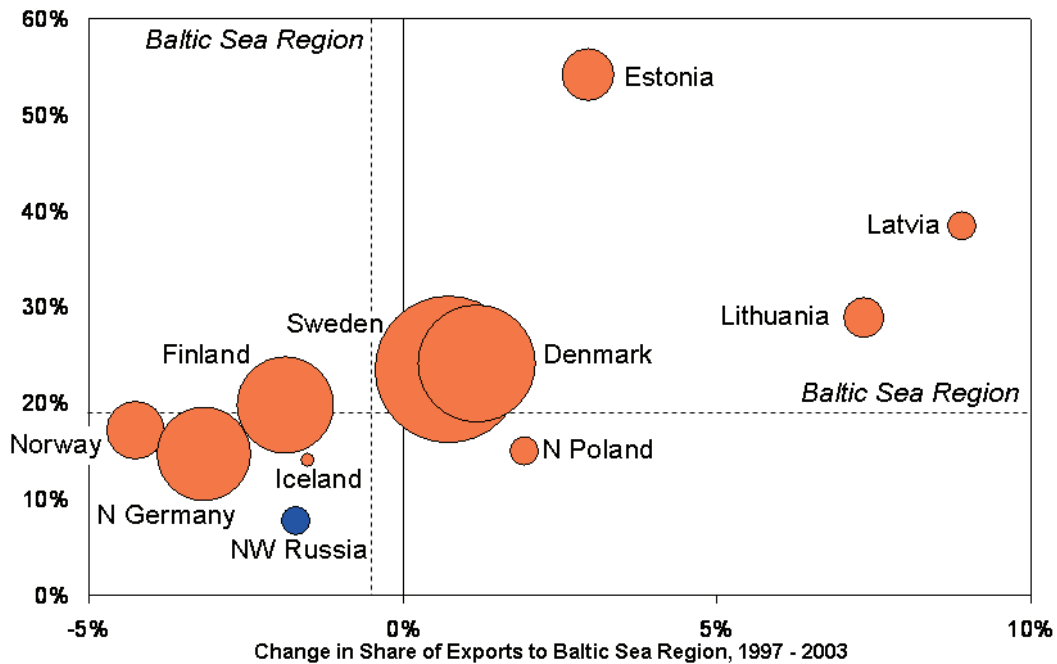 60%
Baltic Sea Region
Estonia
50%
40%
Latvia
30%
Sweden
Lithuania
Finland
Denmark
Baltic Sea Region
20%
Norway
N Poland
Iceland
10%
N Germany
NW Russia
0%
-5%
0%
5%
10%
Change in Share of Exports to Baltic Sea Region, 1997 - 2003